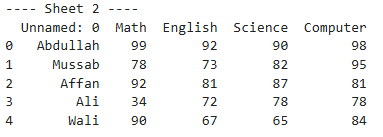 ---- Sheet 2 ----
  Unnamed: 0  Math  English  Science  Computer
0   Abdullah    99       92       90        98
1     Mussab    78       73       82        95
2      Affan    92       81       87        81
3        Ali    34       72       78        78
4       Wali    90       67       65        84